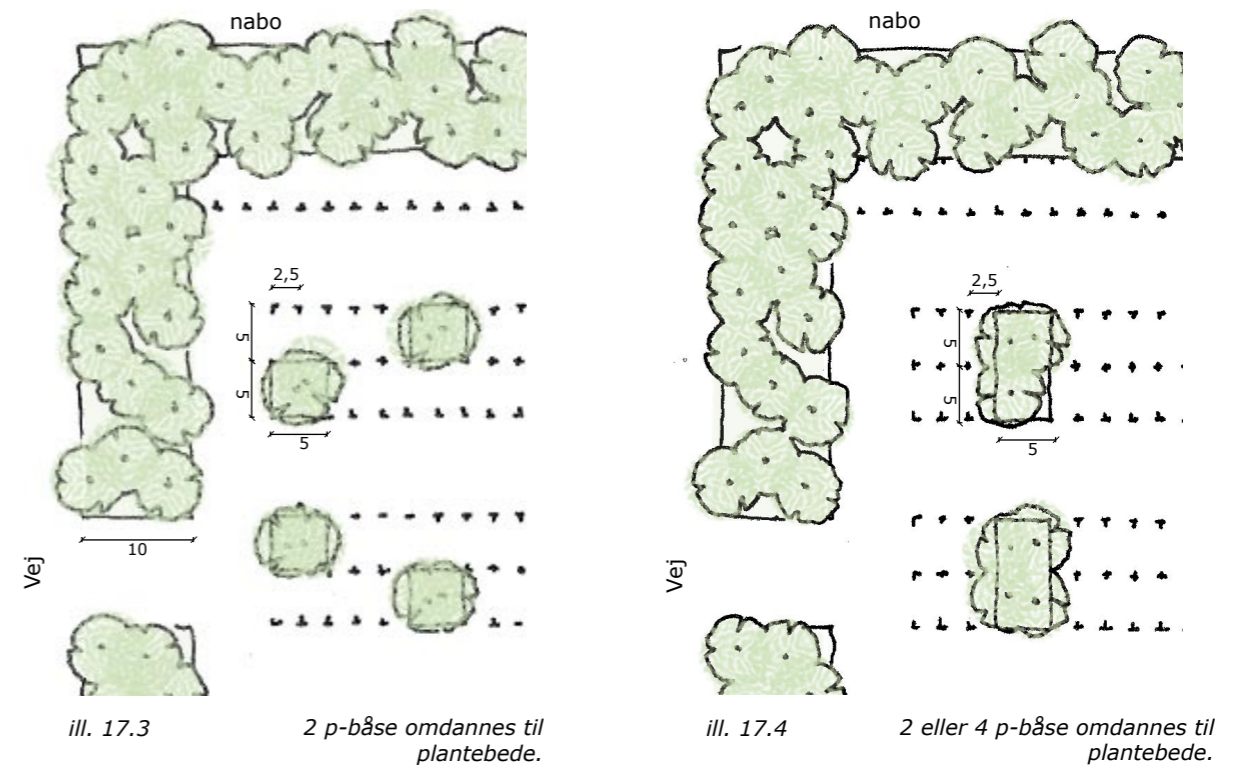 nabo
2,5
5
5
5
10
Vej
ill. 17.3
2 p-båse omdannes til
plantebede.
nabo
2,5
5
5
5
Vej
ill. 17.4
2 eller 4 p-båse omdannes til
plantebede.